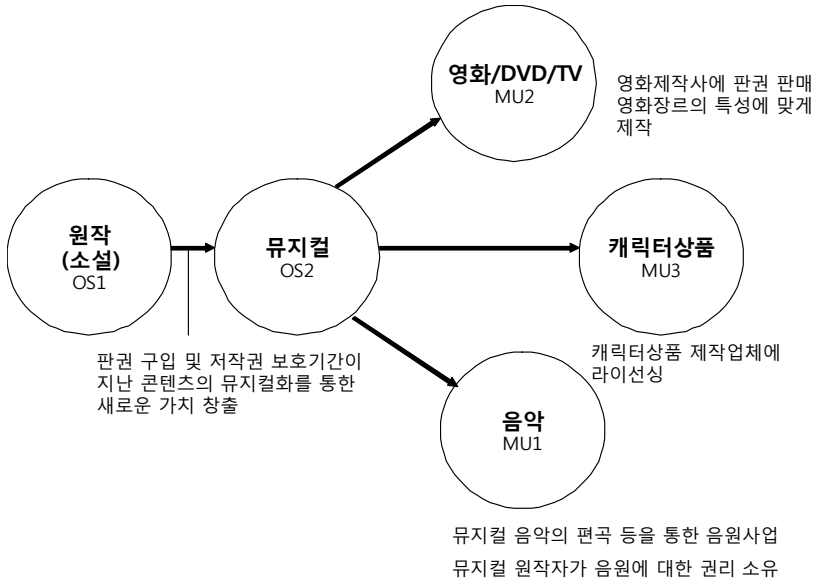 영화/DVD/TV
MU2
영화제작사에 판권 판매
영화장르의 특성에 맞게
제작
원작
(소설)
OS1
뮤지컬
OS2
캐릭터상품
MU3
판권 구입 및 저작권 보호기간이
지난 콘텐츠의 뮤지컬화를 통한
새로운 가치 창출
캐릭터상품 제작업체에
라이선싱
음악
MU1
뮤지컬 음악의 편곡 등을 통한 음원사업
뮤지컬 원작자가 음원에 대한 권리 소유